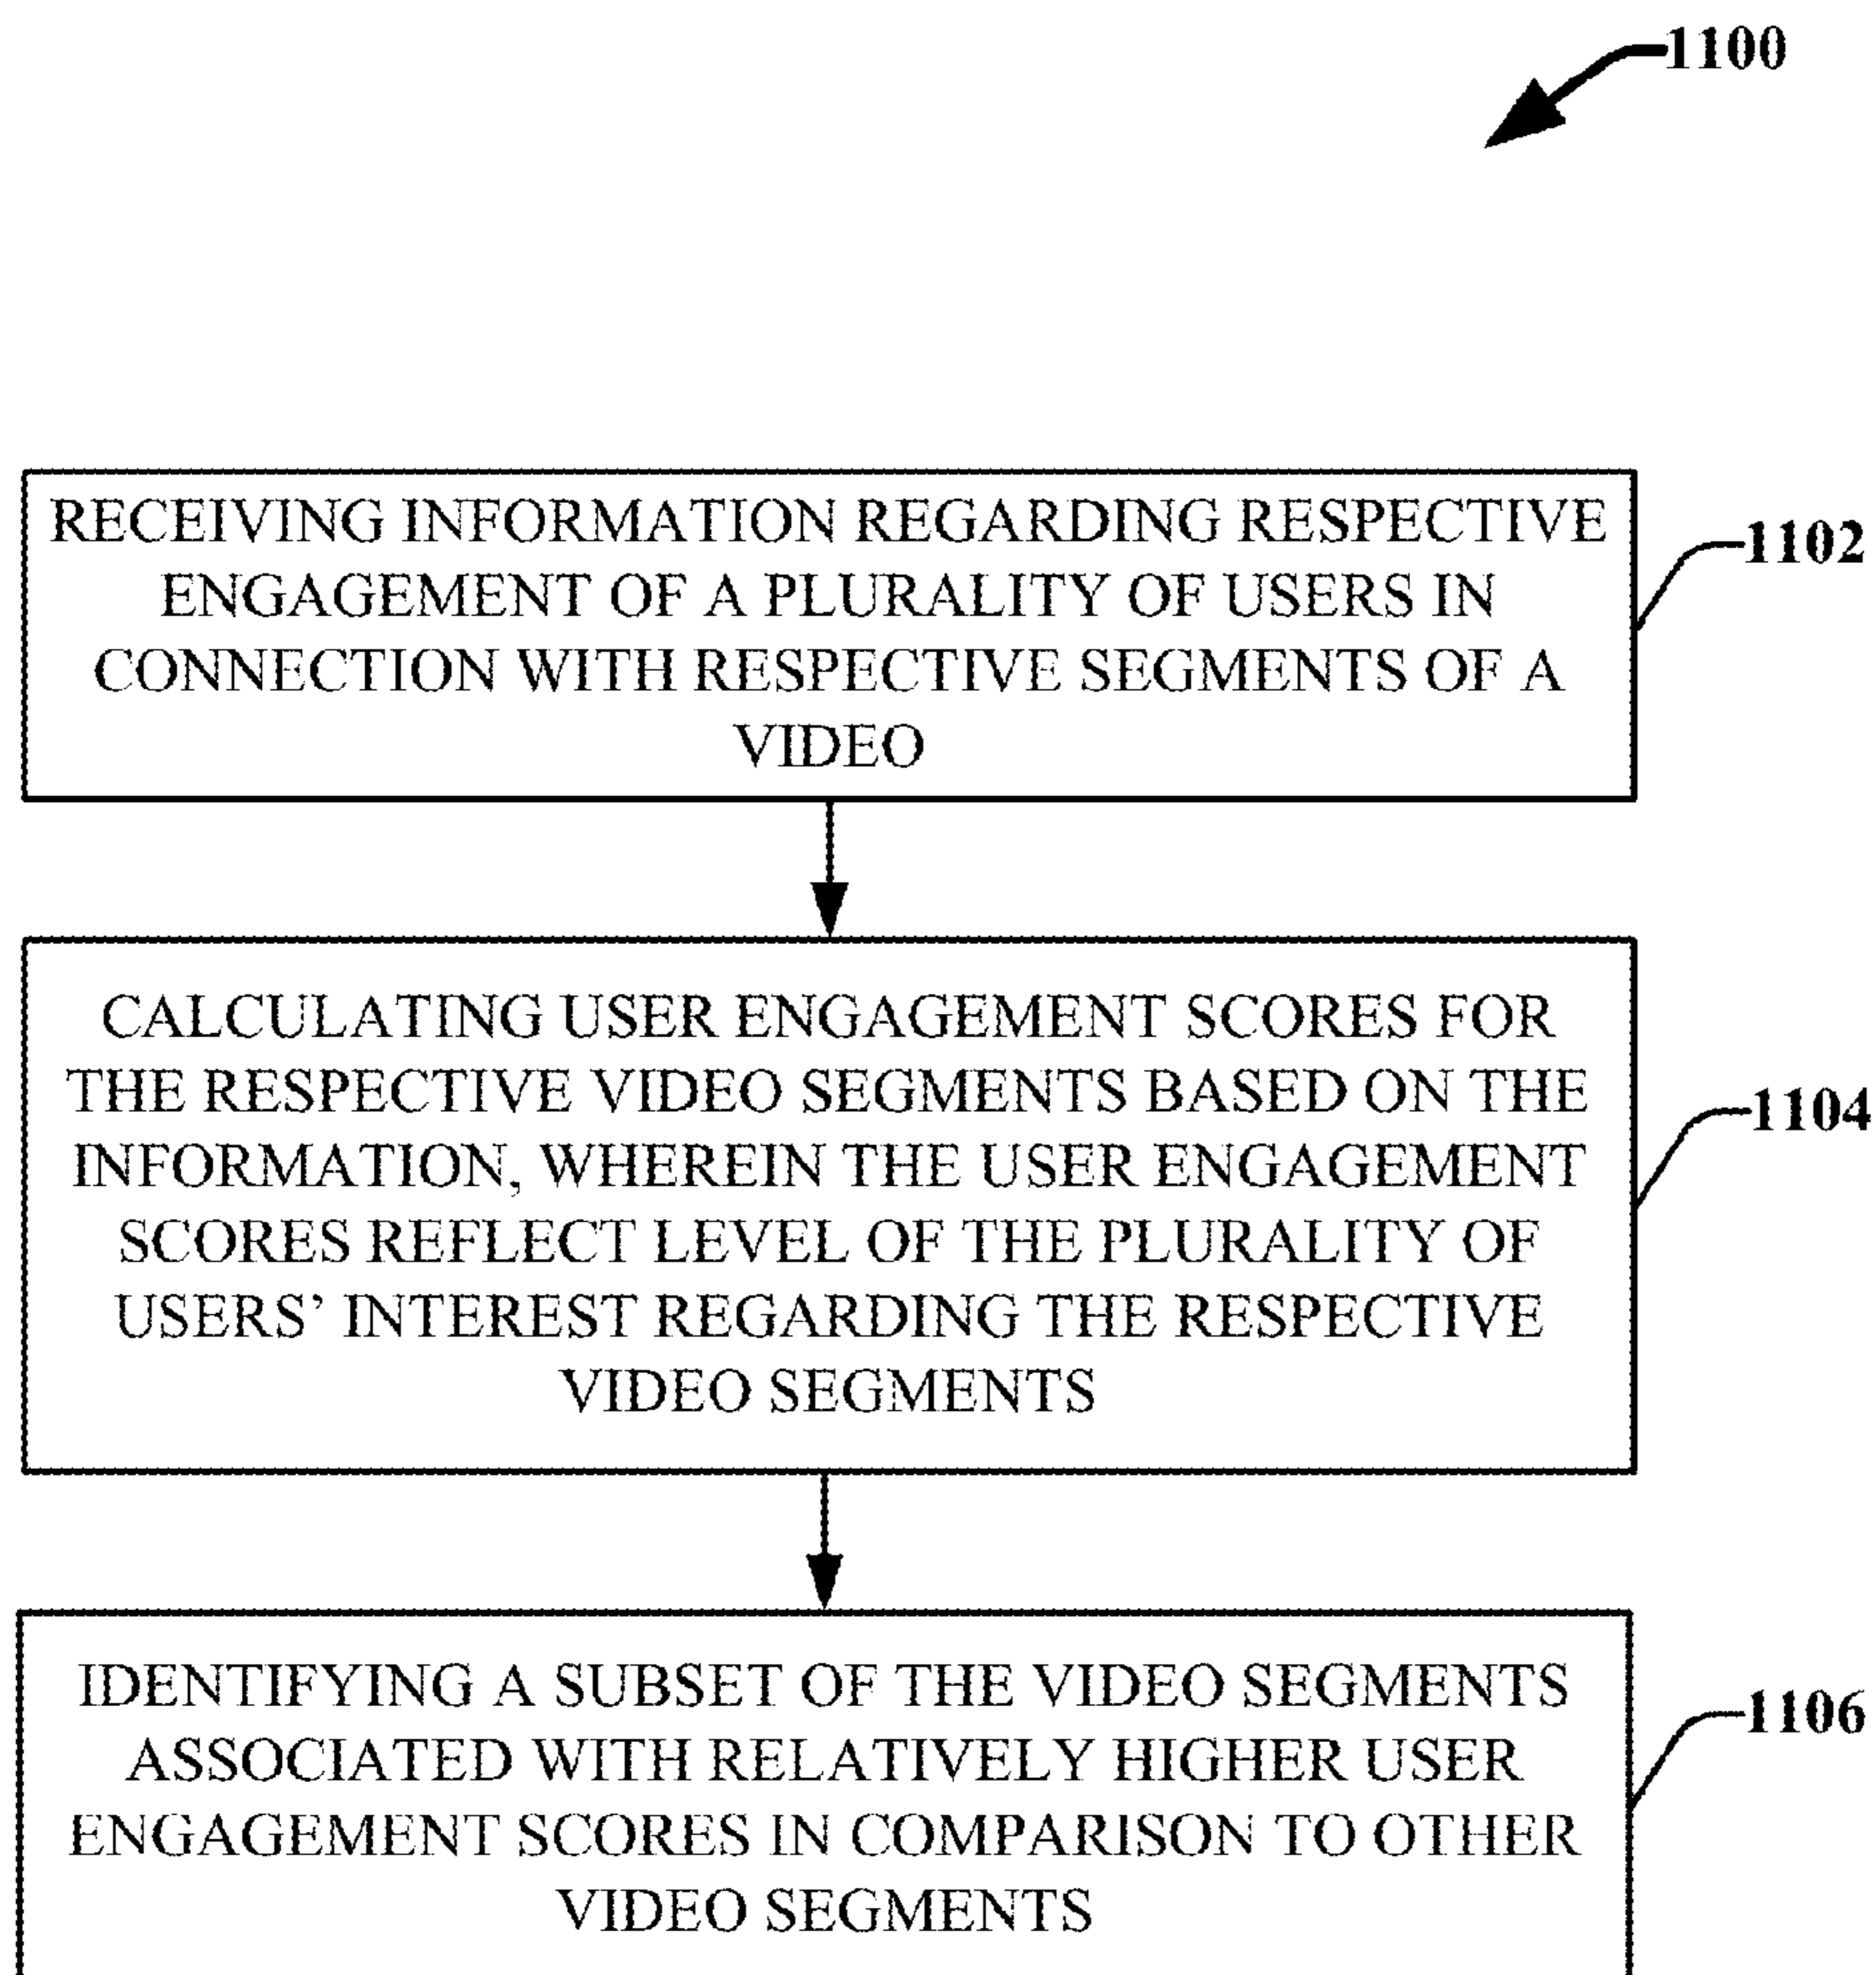 1100
RECEIVING INFORMATION REGARDING RESPECTIVE
ENGAGEMENT OF A PLURALITY OF USERS IN
CONNECTION WITH RESPECTIVE SEGMENTS OF A
VIDEO
1102
CALCULATING USER ENGAGEMENT SCORES FOR
THE RESPECTIVE VIDEO SEGMENTS BASED ON THE
INFORMATION, WHEREIN THE USER ENGAGEMENT
SCORES REFLECT LEVEL OF THE PLURALITY OF
USERS’ INTEREST REGARDING THE RESPECTIVE
VIDEO SEGMENTS
1104
IDENTIFYING A SUBSET OF THE VIDEO SEGMENTS
ASSOCIATED WITH RELATIVELY HIGHER USER
ENGAGEMENT SCORES IN COMPARISON TO OTHER
VIDEO SEGMENTS
1106